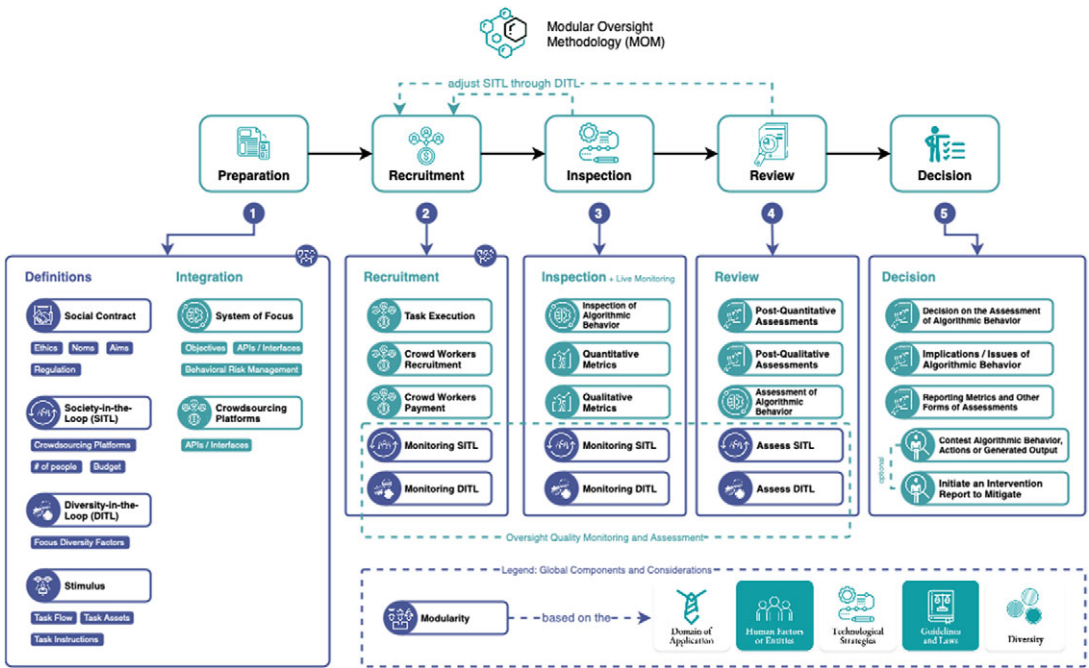 Modular Oversight
Methodology (MOM)
adjust SITL through DITL
Preparation
Recruitment
Inspection
Review
Decision
1
2
3
4
5
Definitions
Integration
Social Contract
System of Focus
Ethics
Noms
Aims
Regulation
Objectives
APIs / Interfaces
Behavioral Risk Management
Society-in-the-
Loop (SITL)
Crowdsourcing
Platforms
Crowdsourcing Platforms
# of people
Budget
APIs / Interfaces
Diversity-in-the-
Loop (DITL)
Focus Diversity Factors
Stimulus
Task Flow
Task Assets
Task Instructions
Recruitment
Task Execution
Crowd Workers
Recruitment
Crowd Workers
Payment
Monitoring SITL
Monitoring DITL
Inspection + Live Monitoring
Inspection of
Algorithmic
Behavior
Quantitative
Metrics
Qualitative
Metrics
Monitoring SITL
Monitoring DITL
Review
Post-Quantitative
Assessments
Post-Qualitative
Assessments
Assessment of
Algorithmic
Behavior
Assess SITL
Assess DITL
Oversight Quality Monitoring and Assessment
Decision
Decision on the Assessment
of Algorithmic Behavior
Implications / Issues of
Algorithmic Behavior
Reporting Metrics and Other
Forms of Assessments
optional
Contest Algorithmic Behavior,
Actions or Generated Output
Initiate an Intervention
Report to Mitigate
Legend: Global Components and Considerations
Modularity
based on the
Domain of
Application
Human Factors
or Entities
Technological
Strategies
Guidelines
and Laws
Diversity